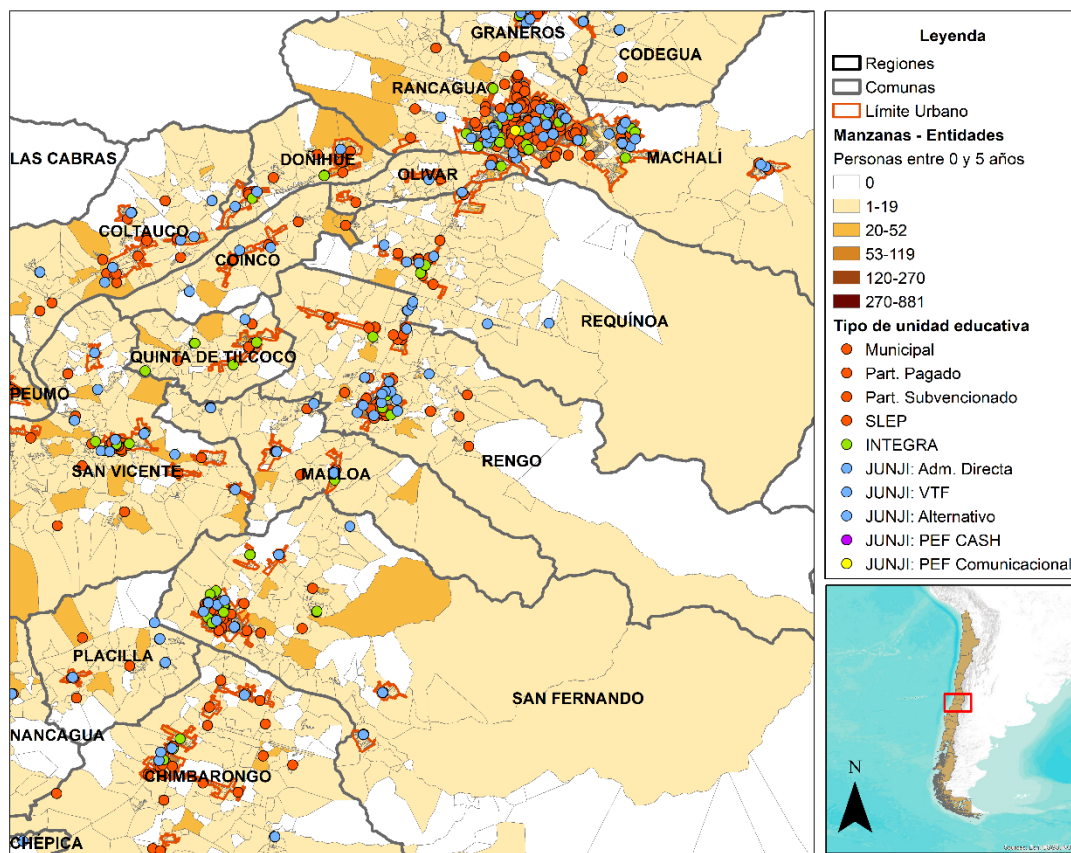 GRANEROS
CODEGUA
RANCAGUA
LAS CABRAS
DOÑIHUE
MACHALÍ
OLIVAR
COLTAUCO
COINCO
REQUÍNOA
QUINTA DE TILCOCO
PEUMO
RENGO
SAN VICENTE
MALLOA
PLACILLA
SAN FERNANDO
NANCAGUA
CHIMBARONGO
CHÉPICA
Leyenda
Regiones
Comunas
Límite Urbano
Manzanas - Entidades
Personas entre 0 y 5 años
0
1-19
20-52
53-119
120-270
270-881
Tipo de unidad educativa
Municipal
Part. Pagado
Part. Subvencionado
SLEP
INTEGRA
JUNJI: Adm. Directa
JUNJI: VTF
JUNJI: Alternativo
JUNJI: PEF CASH
JUNJI: PEF Comunicacional
N